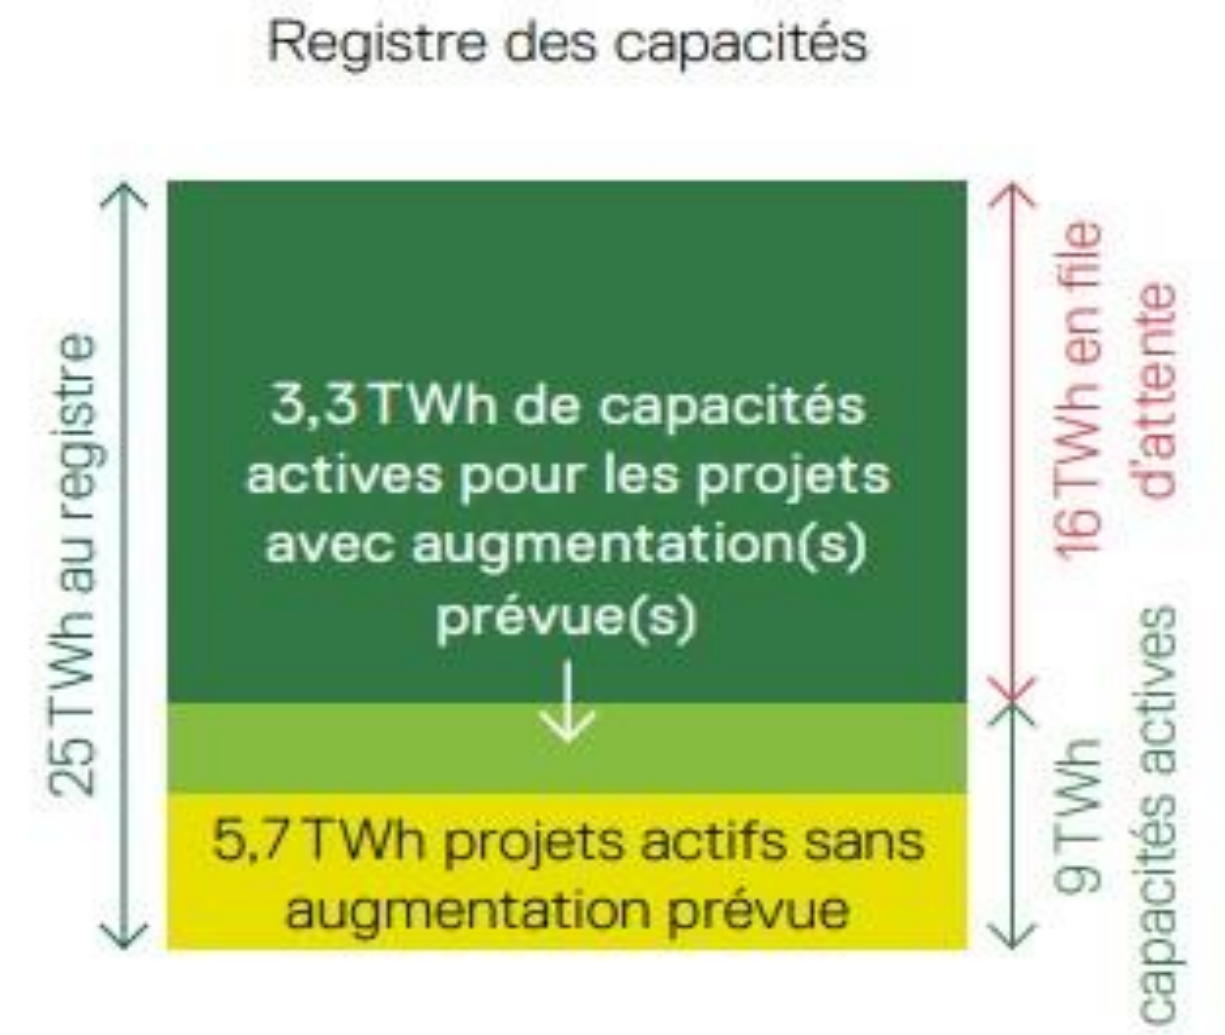 Registre des capacités
25 TWh au registre
3,3 TWh de capacités
actives pour les projets
avec augmentation(s)
prévue(s)
5,7 TWh projets actifs sans
augmentation prévue
16 TWh en file
d'attente
9 TWh
capacités actives